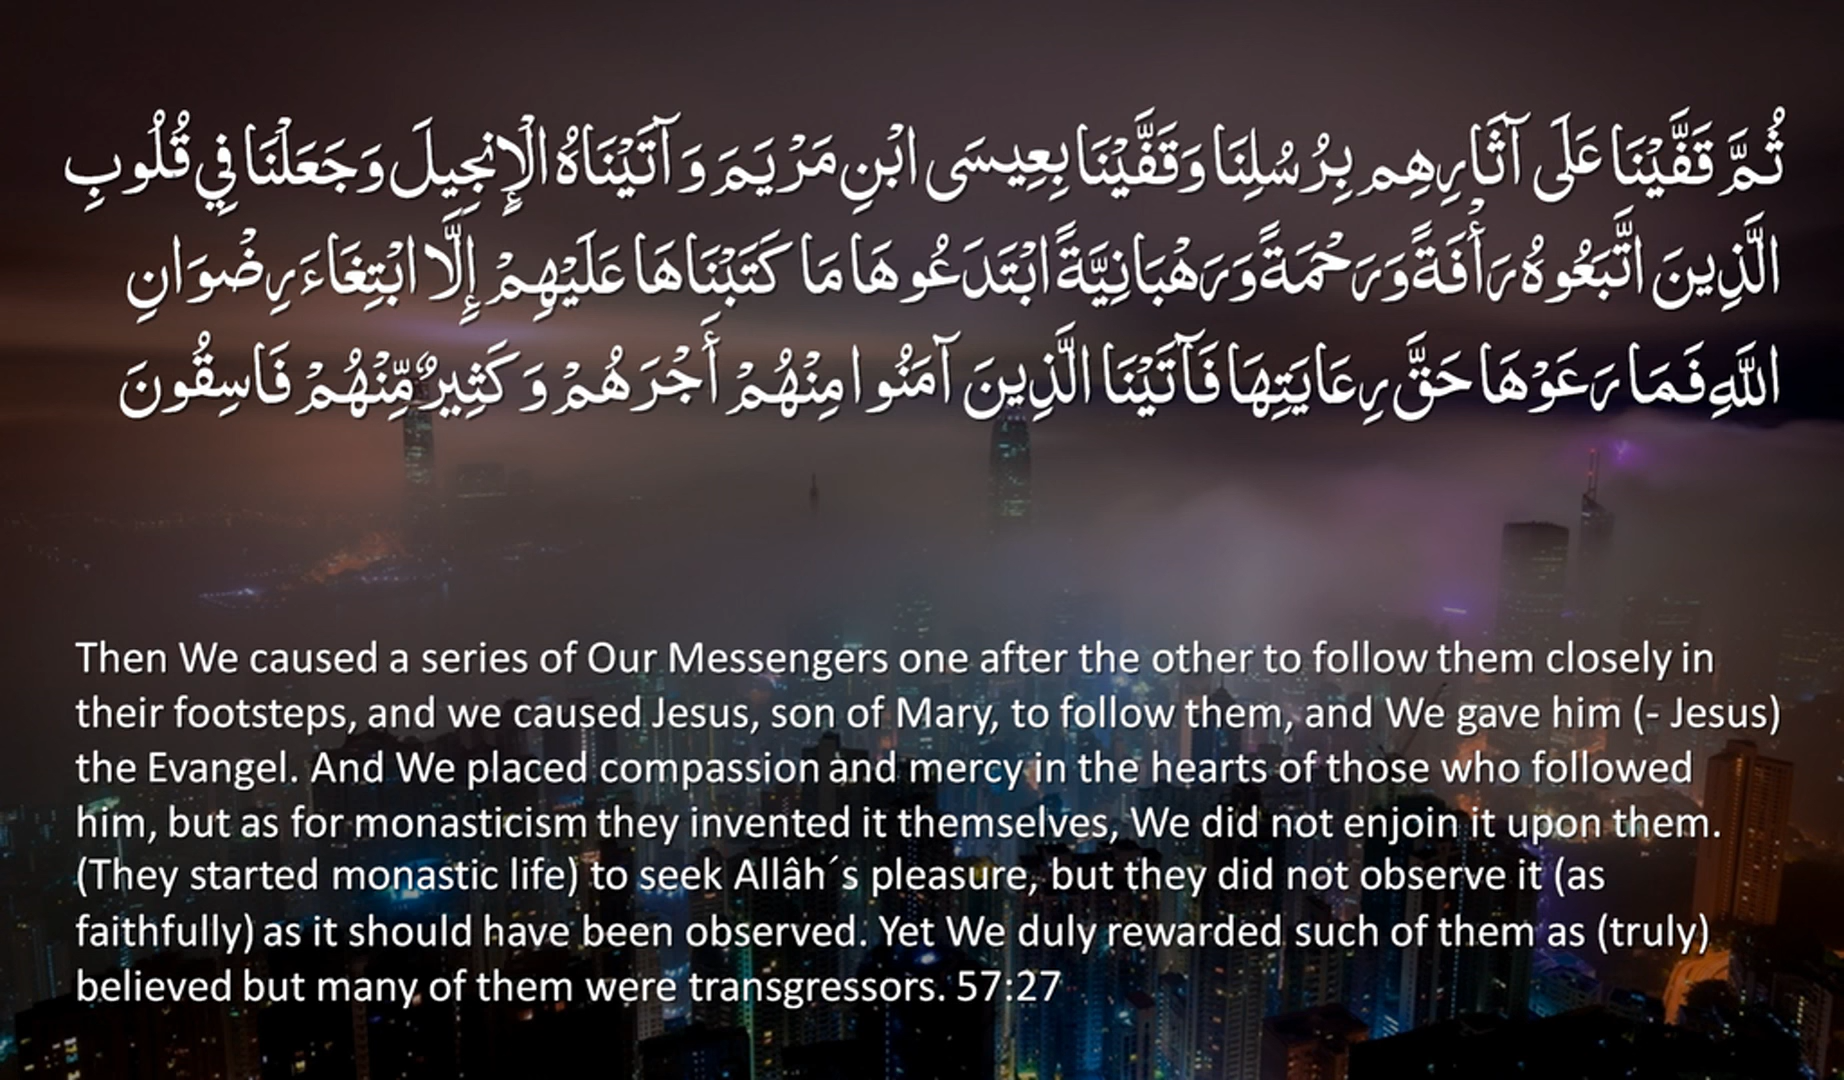 ثُمَّ قَفَّيْنَا عَلَى آثَارِهِم بِرُسُلِنَا وَقَفَّيْنَا بِعِيسَى ابْنِ مَرْيَمَ وَآتَيْنَاهُ الْإِنجِيلَ وَجَعَلْنَا فِي قُلُوبِ
الَّذِينَ اتَّبَعُوهُ رَأْفَةً وَرَحْمَةً وَرَهْبَانِيَّةً ابْتَدَعُوهَا مَا كَتَبْنَاهَا عَلَيْهِمْ إِلَّا ابْتِغَاءَ رِضْوَانِ
اللَّهِ فَمَا رَعَوْهَا حَقَّ رِعَايَتِهَا فَآتَيْنَا الَّذِينَ آمَنُوا مِنْهُمْ أَجْرَهُمْ وَكَثِيرٌ مِّنْهُمْ فَاسِقُونَ
Then We caused a series of Our Messengers one after the other to follow them closely in
their footsteps, and we caused Jesus, son of Mary, to follow them, and We gave him (- Jesus)
the Evangel. And We placed compassion and mercy in the hearts of those who followed
him, but as for monasticism they invented it themselves, We did not enjoin it upon them.
(They started monastic life) to seek Allâh´s pleasure, but they did not observe it (as
faithfully) as it should have been observed. Yet We duly rewarded such of them as (truly)
believed but many of them were transgressors. 57:27